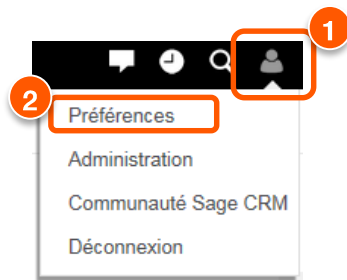 1
2
Préférences
Administration
Communauté Sage CRM
Déconnexion